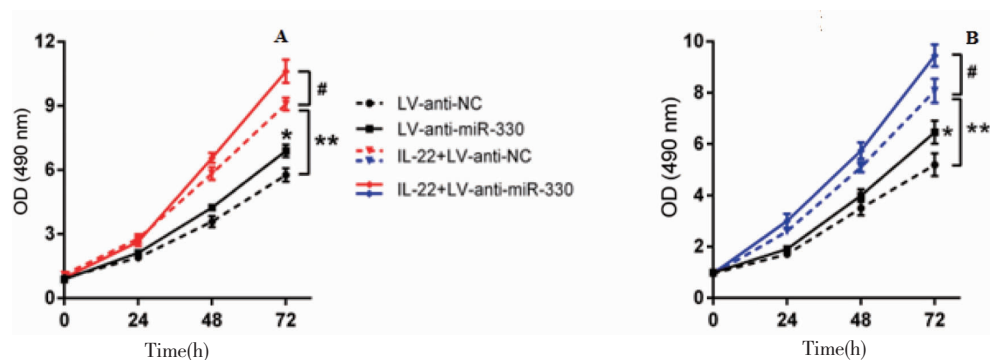 A
12
9
6
3
0
OD (490 nm)
0 24 48 72
Time(h)
#
*
**
LV-anti-NC
LV-anti-miR-330
IL-22+LV-anti-NC
IL-22+LV-anti-miR-330
B
10
8
6
4
2
0
OD (490 nm)
0 24 48 72
Time(h)
#
*
**